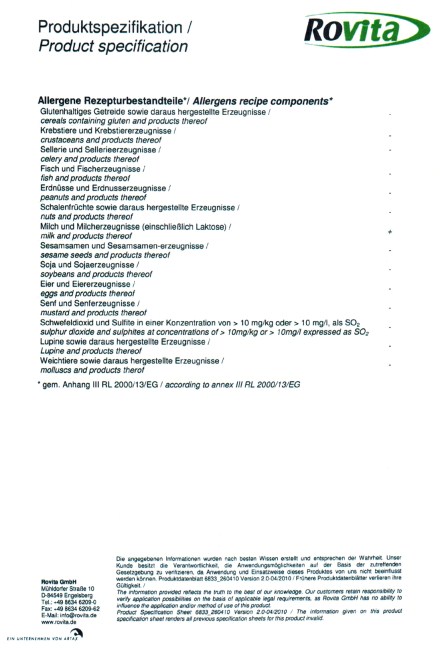 Produktspezifikation /
Product specification
Rovita
Allergene Rezepturbestandteile*/ Allergens recipe components*
Glutenhaltiges Getreide sowie daraus hergestellte Erzeugnisse /
cereals containing gluten and products thereof -
Krebstiere und Krebstiererzeugnisse /
crustaceans and products thereof -
Sellerie und Sellerieerzeugnisse / -
celery and products thereof
Fisch und Fischerzeugnisse /
fish and products thereof -
Erdnüsse und Erdnusserzeugnisse /
peanuts and products thereof -
Schalenfrüchte sowie daraus hergestellte Erzeugnisse /
nuts and products thereof -
Milch und Milcherzeugnisse (einschließlich Laktose) /
milk and products thereof +
Sesamsamen und Sesamsamen-erzeugnisse /
sesame seeds and products thereof -
Soja und Sojaerzeugnisse /
soybeans and products thereof -
Eier und Eiererzeugnisse /
eggs and products thereof -
Senf und Senferzeugnisse /
mustard and products thereof -
Schwefeldioxid und Sulfite in einer Konzentration von > 10 mg/kg oder > 10 mg/l, als SO2
sulphur dioxide and sulphites at concentrations of > 10mg/kg or > 10mg/l expressed as SO2 -
Lupine sowie daraus hergestellte Erzeugnisse /
Lupine and products thereof -
Weichtiere sowie daraus hergestellte Erzeugnisse /
molluscs and products therof -
* gem. Anhang III RL 2000/13/EG / according to annex III RL 2000/13/EG
Rovita GmbH
Mühldorfer Straße 10
D-84549 Engelsberg
Tel.: +49 8634 6209-0
Fax: +49 8634 6209-62
E-Mail: info@rovita.de
www.rovita.de
EIN UNTERNEHMEN VON
Die angegebenen Informationen wurden nach besten Wissen erstellt und entsprechen der Wahrheit. Unser
Kunde besitzt die Verantwortlichkeit, die Anwendungsmöglichkeiten auf der Basis der zutreffenden
Gesetzgebung zu verifizieren, da Anwendung und Einsatzweise dieses Produktes von uns nicht beeinflusst
werden können. Produktdatenblatt 6833_260410 Version 2.0-04/2010 / Frühere Produktdatenblätter verlieren ihre
Gültigkeit. /
The information provided reflects the truth to the best of our knowledge. Our customers retain responsibility to
verify application possibilities on the basis of applicable legal requirements, as Rovita GmbH has no ability to
influence the application and/or method of use of this product.
Product Specification Sheet 6833_260410 Version 2.0-04/2010 / The information given on this product
specification sheet renders all previous specification sheets for this product invalid.